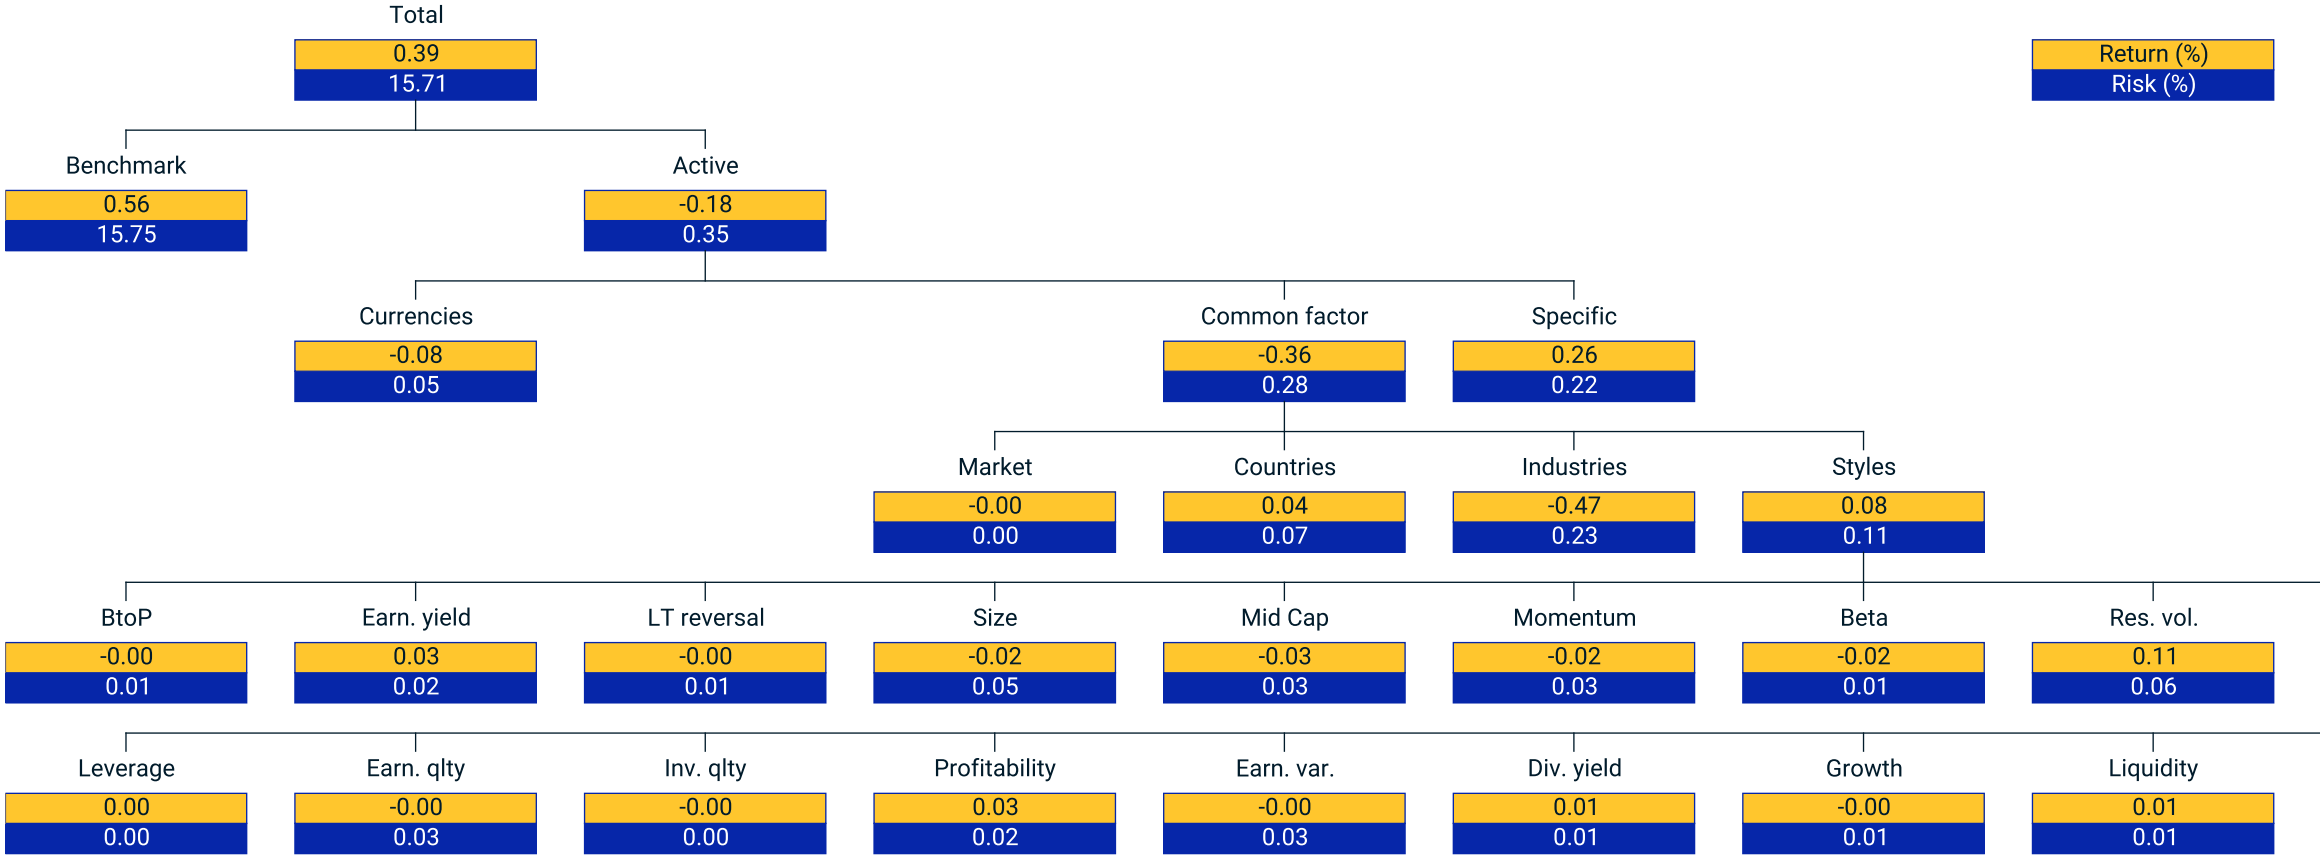 Total
0.39
15.71
Return (%)
Risk (%)
Benchmark
0.56
15.75
Active
-0.18
0.35
Currencies
-0.08
0.05
Common factor
-0.36
0.28
Specific
0.26
0.22
Market
-0.00
0.00
Countries
0.04
0.07
Industries
-0.47
0.23
Styles
0.08
0.11
BtoP
-0.00
0.01
Earn. yield
0.03
0.02
LT reversal
-0.00
0.01
Size
-0.02
0.05
Mid Cap
-0.03
0.03
Momentum
-0.02
0.03
Beta
-0.02
0.01
Res. vol.
0.11
0.06
Leverage
0.00
0.00
Earn. qlty
-0.00
0.03
Inv. qlty
-0.00
0.00
Profitability
0.03
0.02
Earn. var.
-0.00
0.03
Div. yield
0.01
0.01
Growth
-0.00
0.01
Liquidity
0.01
0.01